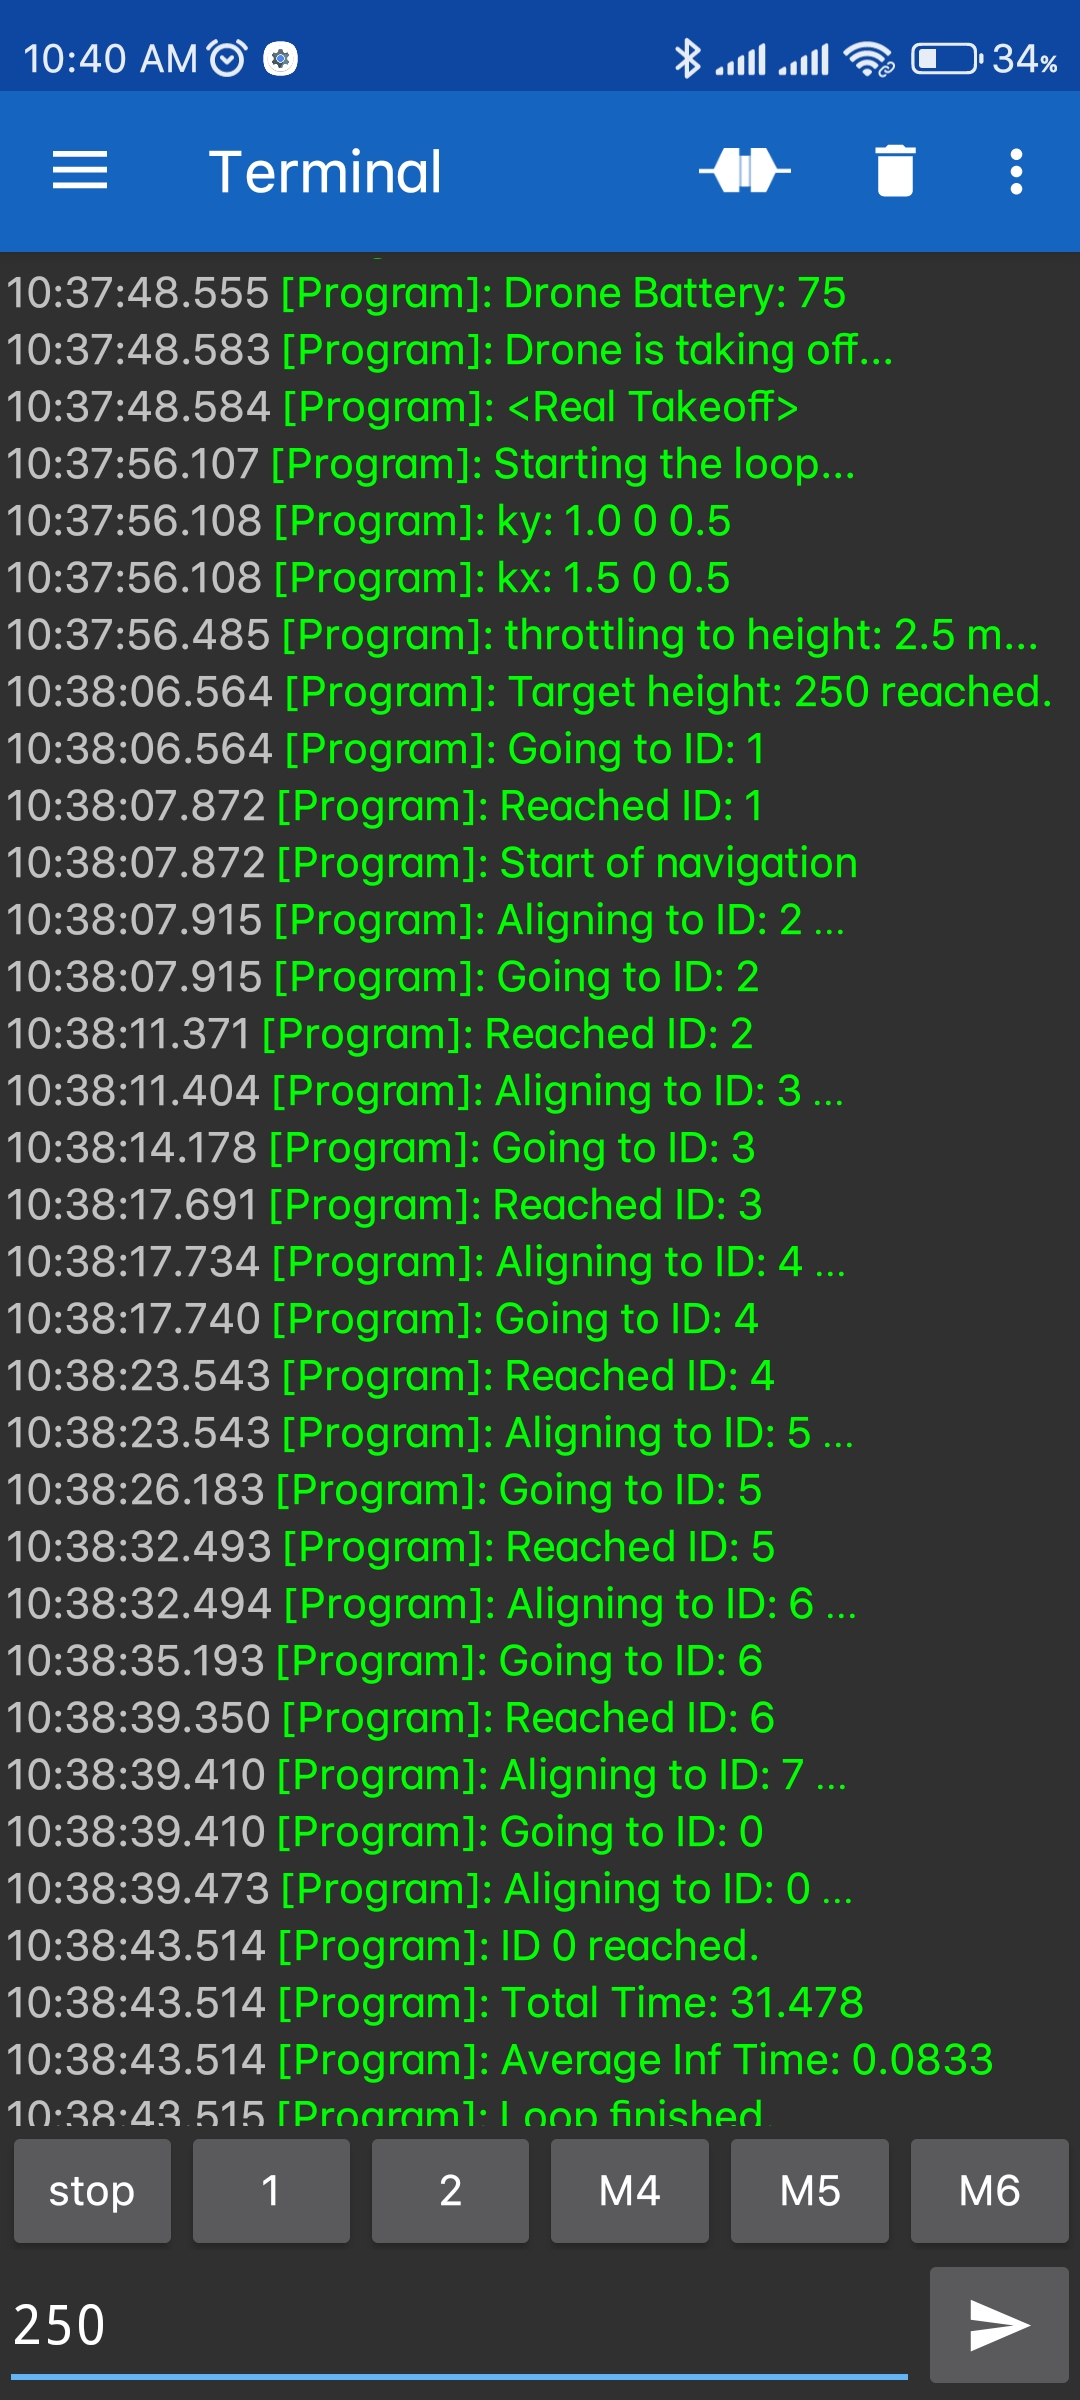 10:40 AM 34%
Terminal
10:37:48.555 [Program]: Drone Battery: 75
10:37:48.583 [Program]: Drone is taking off...
10:37:48.584 [Program]: <Real Takeoff>
10:37:56.107 [Program]: Starting the loop...
10:37:56.108 [Program]: ky: 1.0 0 0.5
10:37:56.108 [Program]: kx: 1.5 0 0.5
10:37:56.485 [Program]: throttling to height: 2.5 m...
10:38:06.564 [Program]: Target height: 250 reached.
10:38:06.564 [Program]: Going to ID: 1
10:38:07.872 [Program]: Reached ID: 1
10:38:07.872 [Program]: Start of navigation
10:38:07.915 [Program]: Aligning to ID: 2 ...
10:38:07.915 [Program]: Going to ID: 2
10:38:11.371 [Program]: Reached ID: 2
10:38:11.404 [Program]: Aligning to ID: 3 ...
10:38:14.178 [Program]: Going to ID: 3
10:38:17.691 [Program]: Reached ID: 3
10:38:17.734 [Program]: Aligning to ID: 4 ...
10:38:17.740 [Program]: Going to ID: 4
10:38:23.543 [Program]: Reached ID: 4
10:38:23.543 [Program]: Aligning to ID: 5 ...
10:38:26.183 [Program]: Going to ID: 5
10:38:32.493 [Program]: Reached ID: 5
10:38:32.494 [Program]: Aligning to ID: 6 ...
10:38:35.193 [Program]: Going to ID: 6
10:38:39.350 [Program]: Reached ID: 6
10:38:39.410 [Program]: Aligning to ID: 7 ...
10:38:39.410 [Program]: Going to ID: 0
10:38:39.473 [Program]: Aligning to ID: 0 ...
10:38:43.514 [Program]: ID 0 reached.
10:38:43.514 [Program]: Total Time: 31.478
10:38:43.514 [Program]: Average Inf Time: 0.0833
10:38:43.515 [Program]: Loop finished.
stop 1 2 M4 M5 M6
250